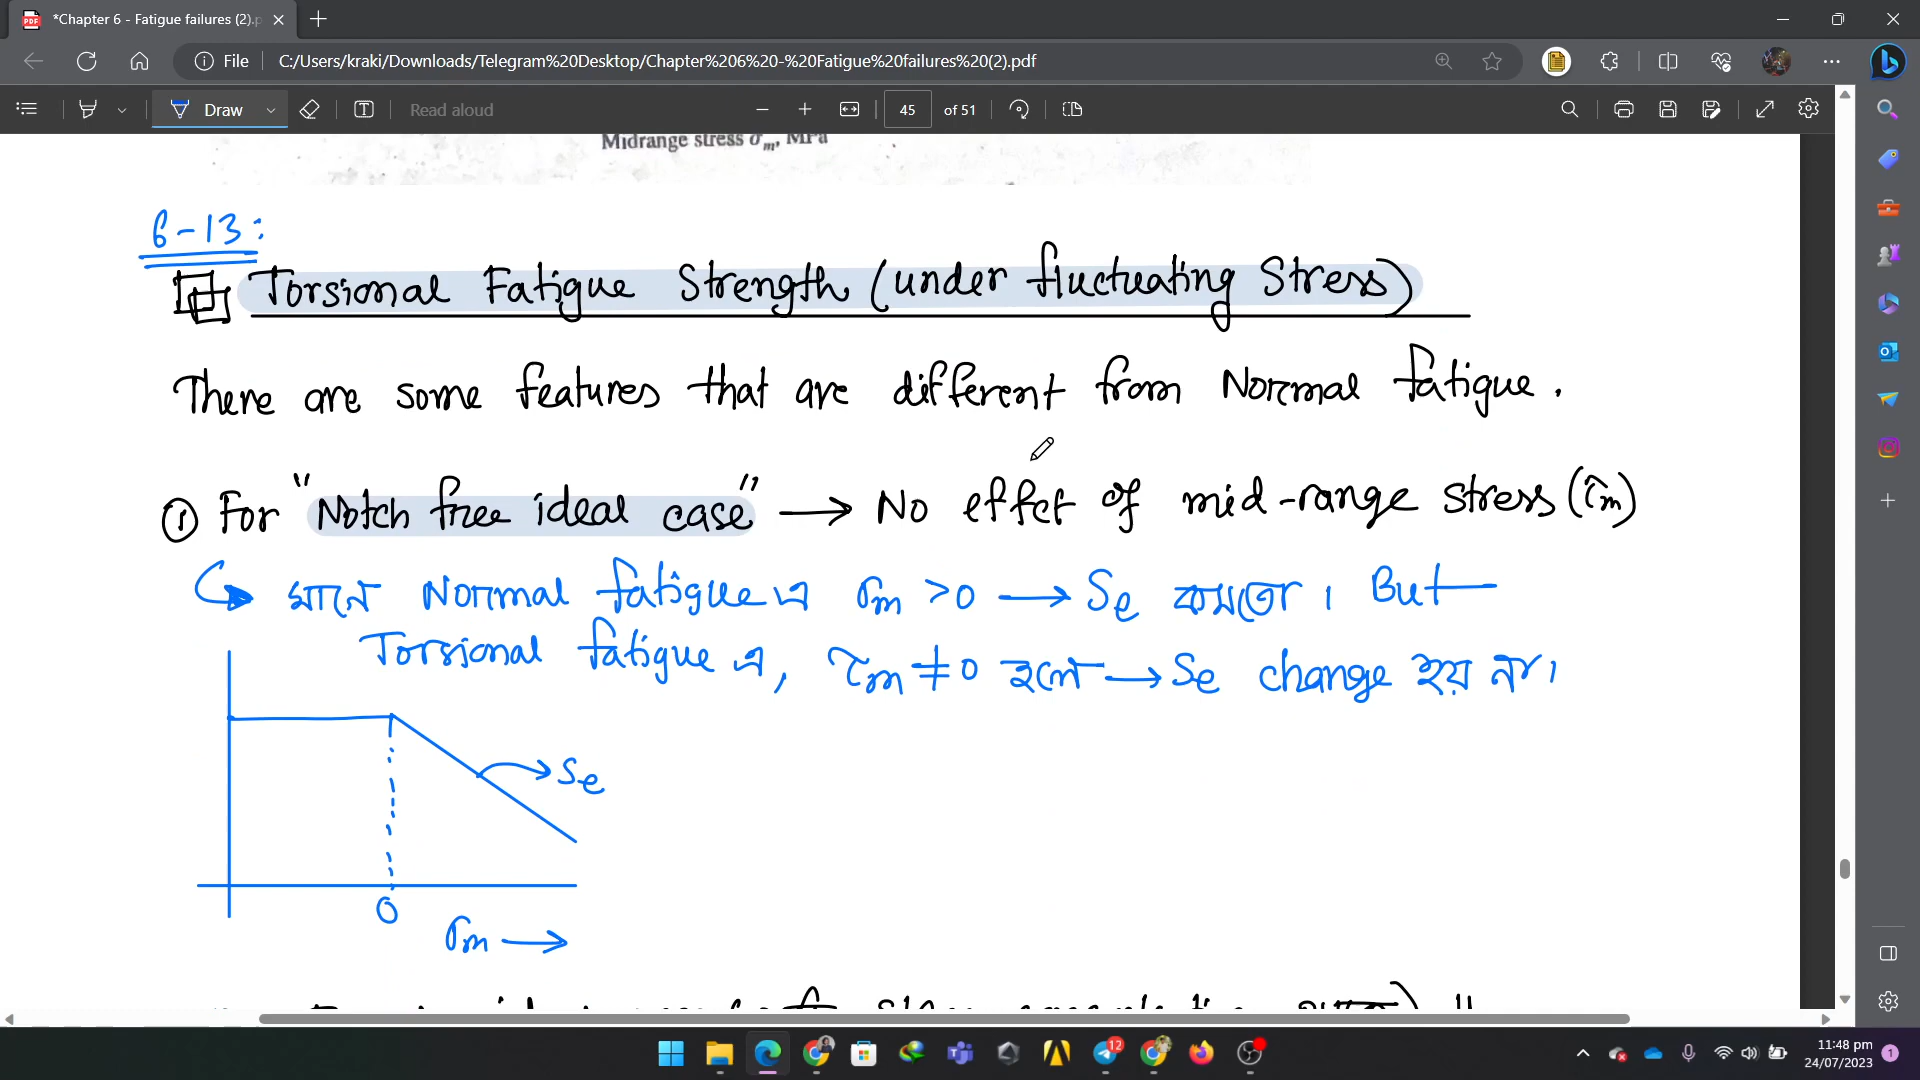 *Chapter 6 - Fatigue failures (2).p
File
C:/Users/kraki/Downloads/Telegram%20Desktop/Chapter%206%20-%20Fatigue%20failures%20(2).pdf
Draw
Read aloud
45 of 51
Midrange stress σm, MPa
6-13:
Torsional Fatigue Strength (under fluctuating Stress)
There are some features that are different from Normal fatigue.
① For "Notch free ideal case" → No effect of mid-range stress (τm)
মানে Normal fatigue এ σm > 0 → Se কমতো। But
Torsional fatigue এ, τm ≠ 0 হলে → Se change হয় না।
Se
0
σm →
12
11:48 pm
24/07/2023
1